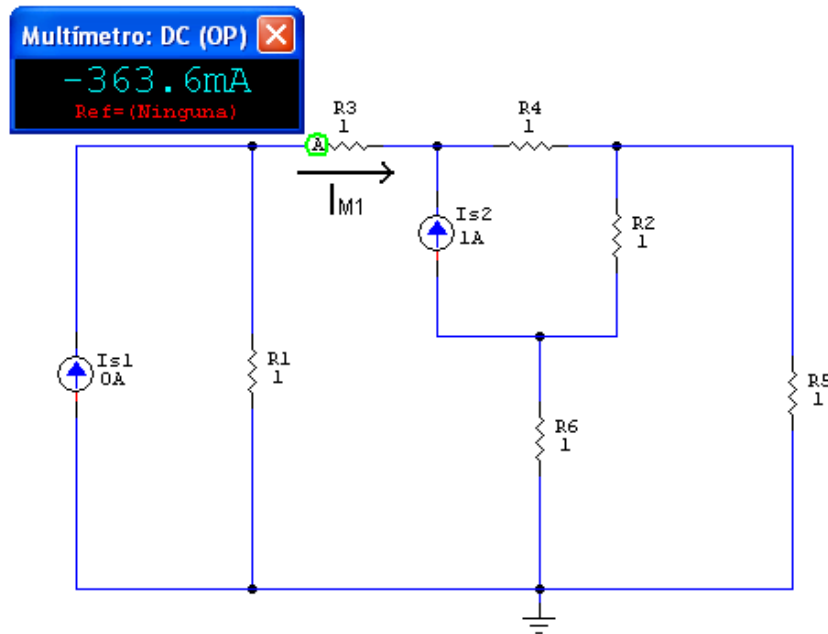 Multímetro: DC (OP)
-363.6mA
Ref=(Ninguna)
R3
1
R4
1
A
IM1
Is2
1A
R2
1
Is1
0A
R1
1
R5
1
R6
1